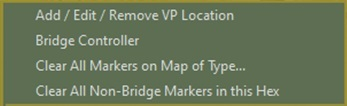 Add / Edit / Remove VP Location
Bridge Controller
Clear All Markers on Map of Type...
Clear All Non-Bridge Markers in this Hex